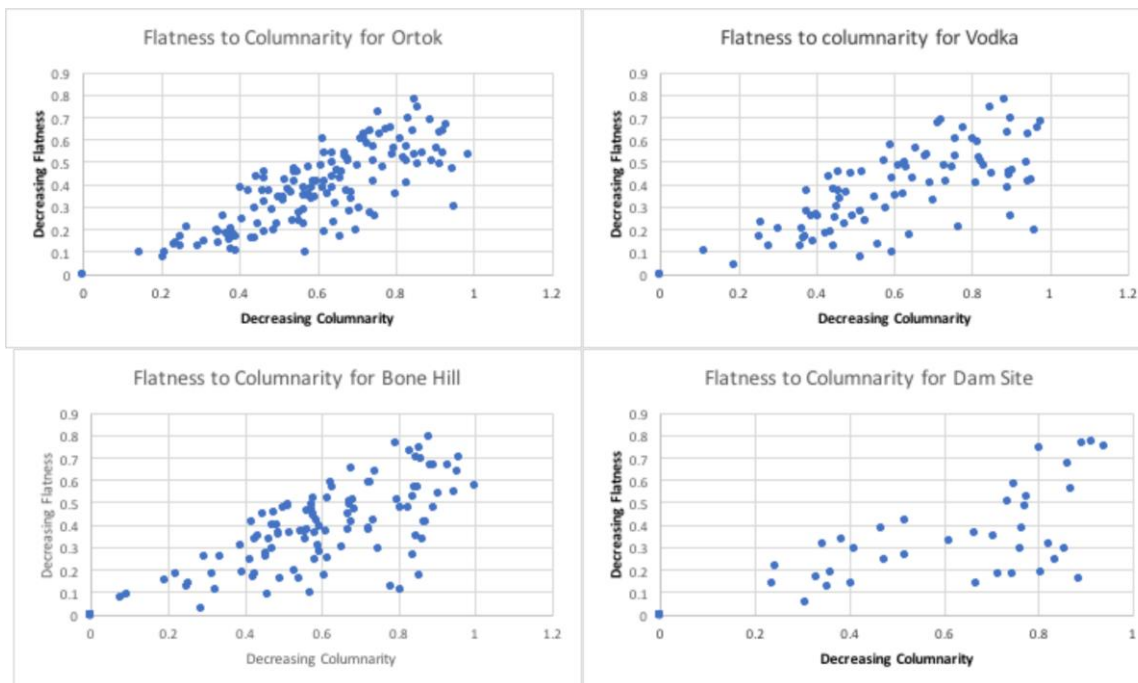 Flatness to Columnarity for Ortok
Decreasing Flatness
0.9
0.8
0.7
0.6
0.5
0.4
0.3
0.2
0.1
0
0 0.2 0.4 0.6 0.8 1 1.2
Decreasing Columnarity
Flatness to columnarity for Vodka
Decreasing Flatness
0.9
0.8
0.7
0.6
0.5
0.4
0.3
0.2
0.1
0
0 0.2 0.4 0.6 0.8 1 1.2
Decreasing Columnarity
Flatness to Columnarity for Bone Hill
Decreasing Flatness
0.9
0.8
0.7
0.6
0.5
0.4
0.3
0.2
0.1
0
0 0.2 0.4 0.6 0.8 1 1.2
Decreasing Columnarity
Flatness to Columnarity for Dam Site
Decreasing Flatness
0.9
0.8
0.7
0.6
0.5
0.4
0.3
0.2
0.1
0
0 0.2 0.4 0.6 0.8 1
Decreasing Columnarity